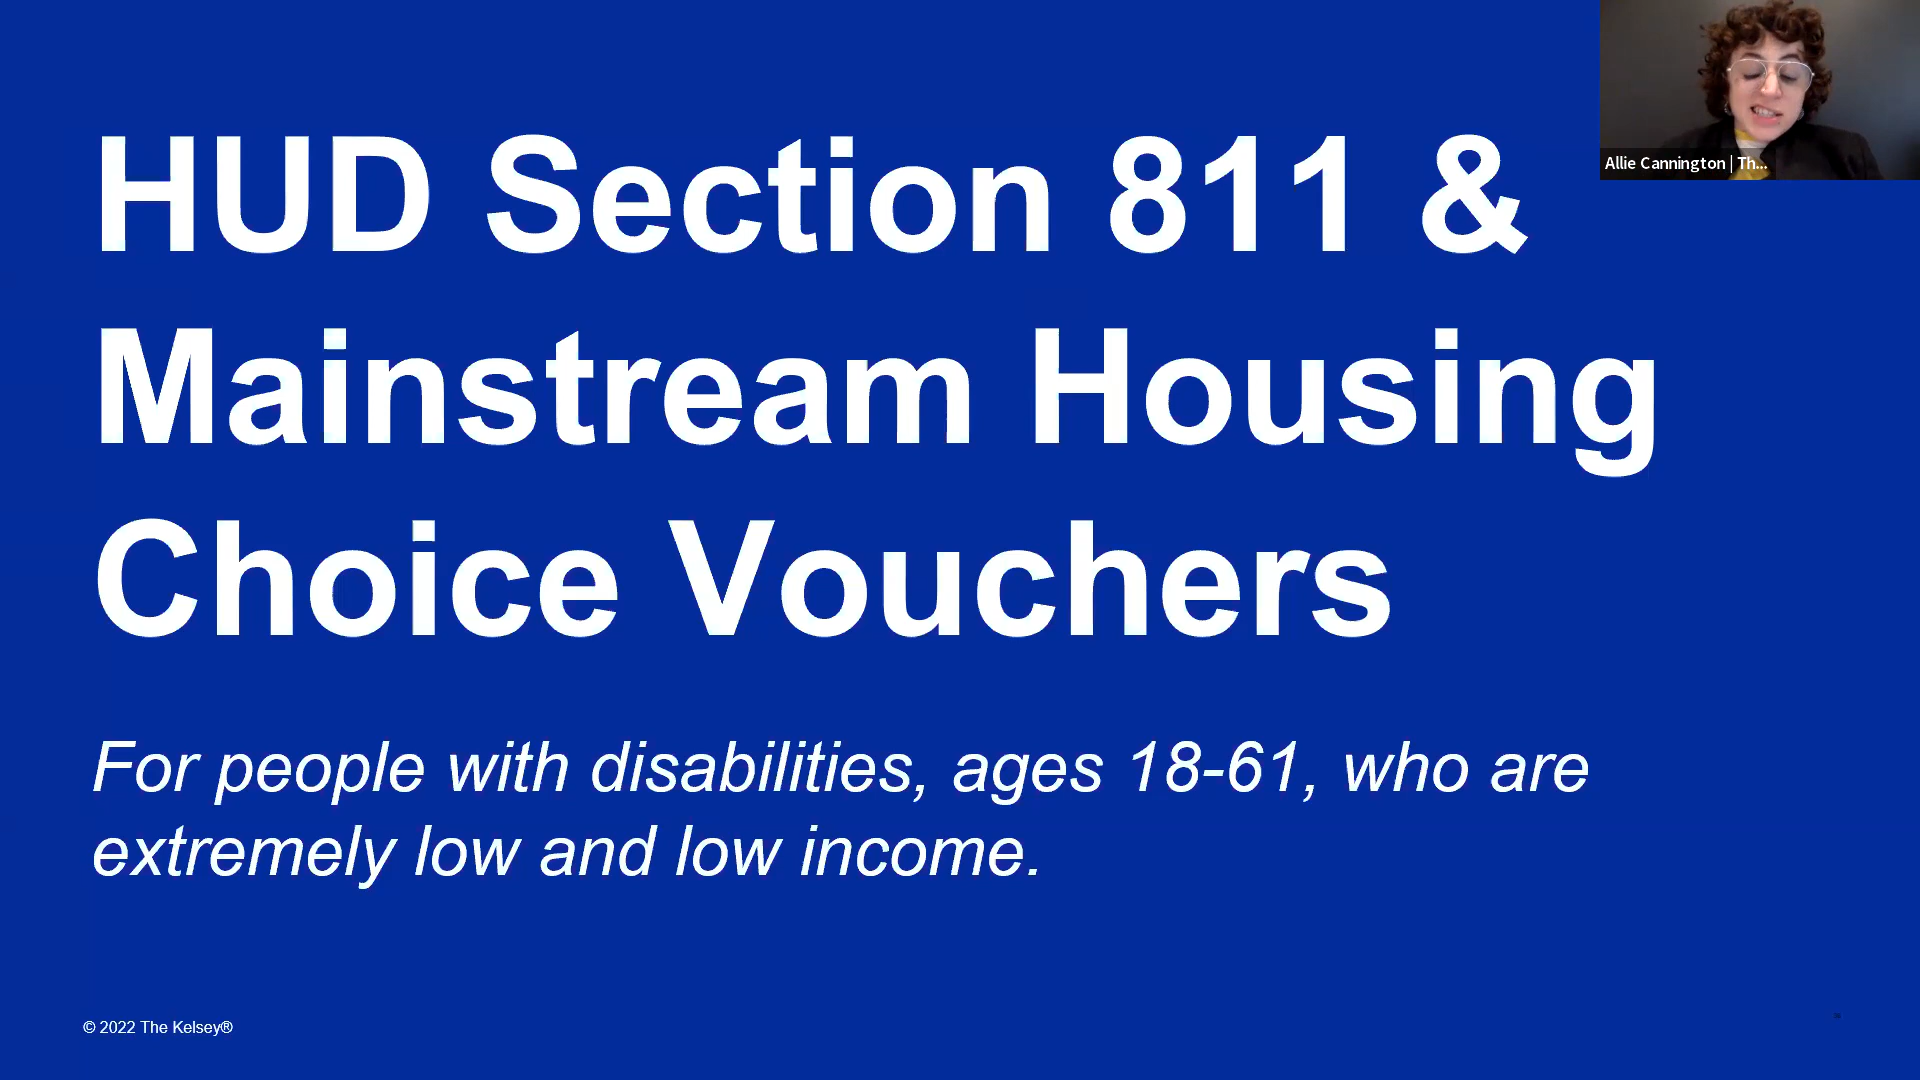 HUD Section 811 &
Mainstream Housing
Choice Vouchers
For people with disabilities, ages 18-61, who are
extremely low and low income.
© 2022 The Kelsey®
Allie Cannington | Th...